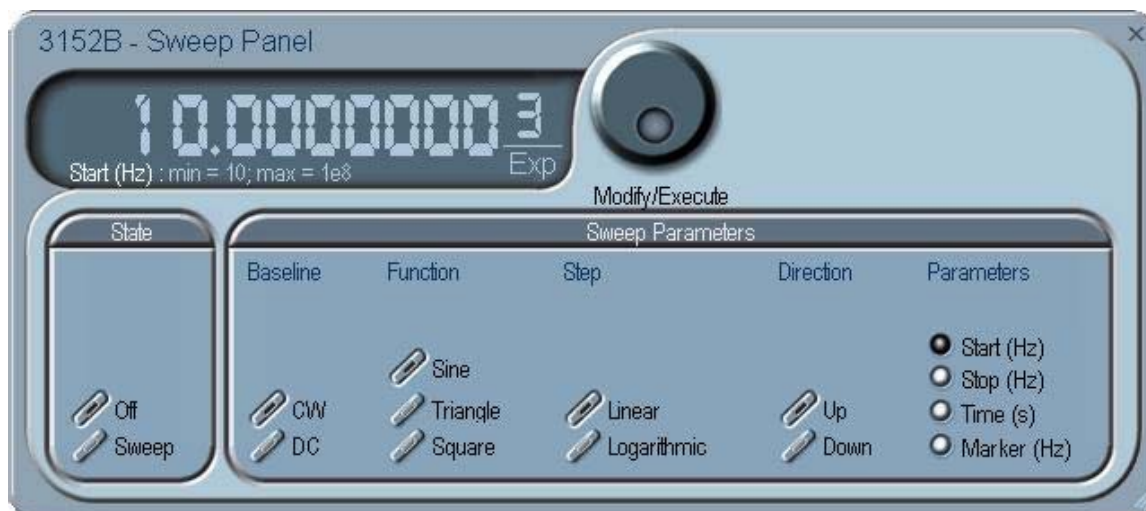 3152B - Sweep Panel
10.0000000 3
Exp
Start (Hz) : min = 10; max = 1e8
Modify/Execute
State
Sweep Parameters
Baseline Function Step Direction Parameters
Start (Hz)
Sine
Stop (Hz)
Off CW Triangle Linear Up Time (s)
Sweep DC Square Logarithmic Down Marker (Hz)